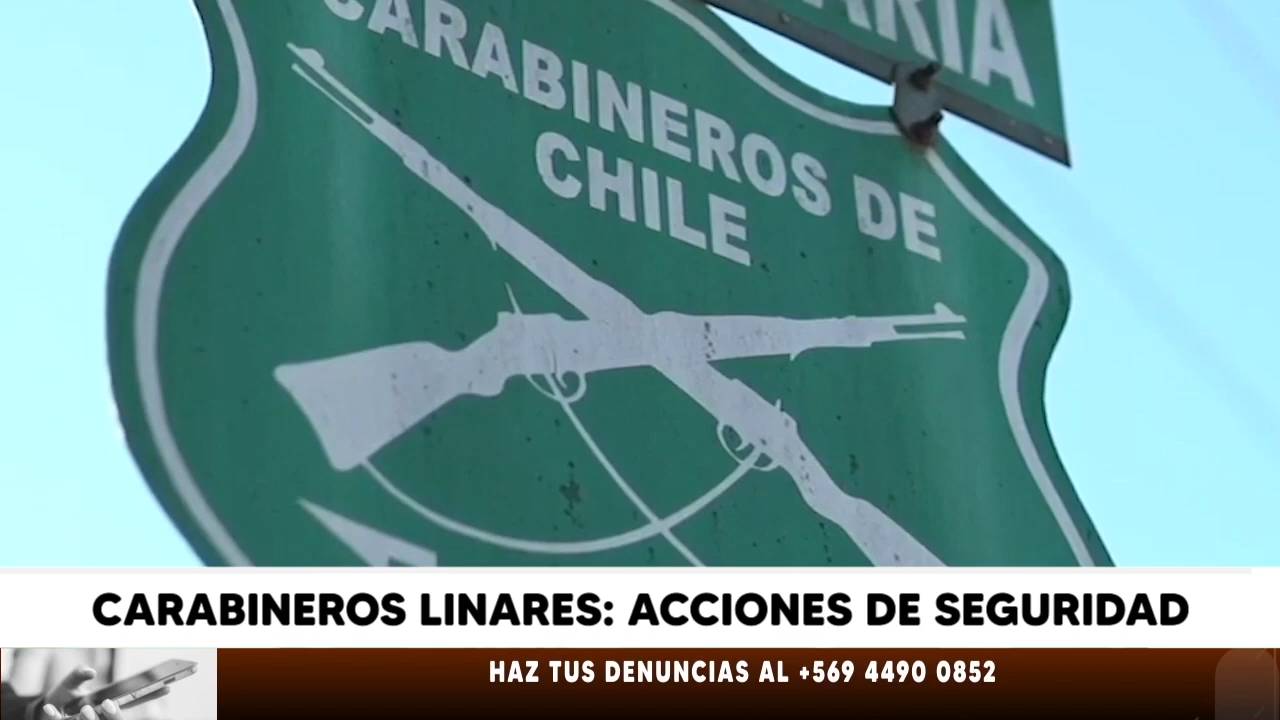 CARABINEROS DE
CHILE
CARABINEROS LINARES: ACCIONES DE SEGURIDAD
HAZ TUS DENUNCIAS AL +569 4490 0852